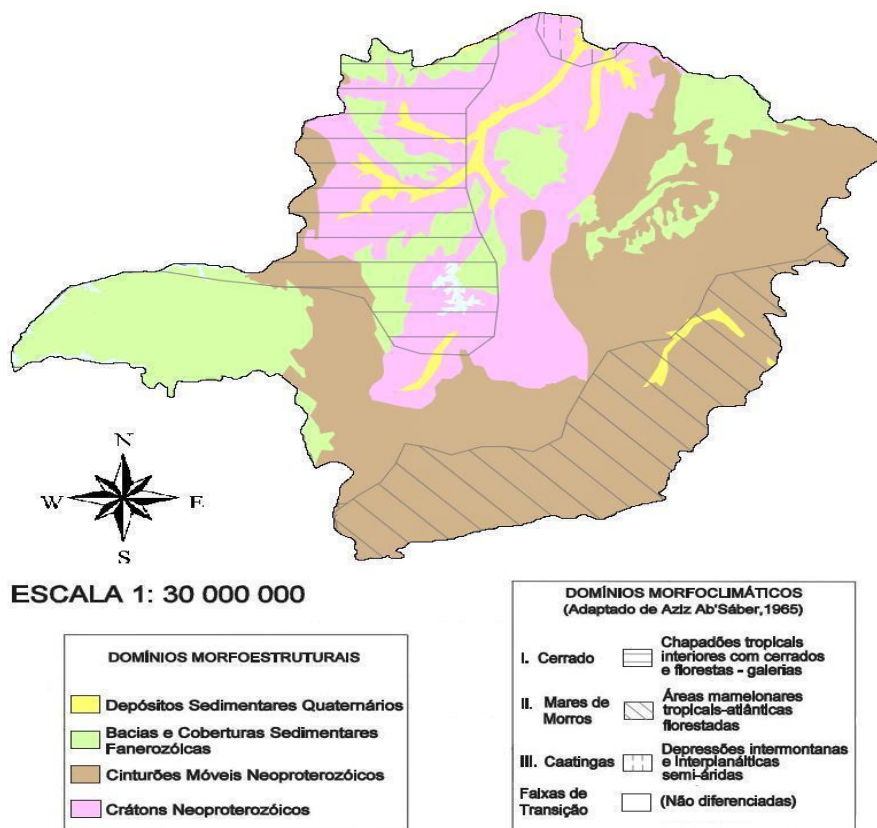 N
W E
S
ESCALA 1: 30 000 000
DOMÍNIOS MORFOESTRUTURAIS
Depósitos Sedimentares Quaternários
Bacias e Coberturas Sedimentares
Fanerozóicas
Cinturões Móveis Neoproterozóicos
Crátons Neoproterozóicos
DOMÍNIOS MORFOCLIMÁTICOS
(Adaptado de Aziz Ab'Sáber,1965)
I. Cerrado
Chapadões tropicais
interiores com cerrados
e florestas - galerias
II. Mares de
Morros
Áreas mamelonares
tropicais-atlânticas
florestadas
III. Caatingas
Depressões intermontanas
e interplanálticas
semi-áridas
Faixas de
Transição
(Não diferenciadas)